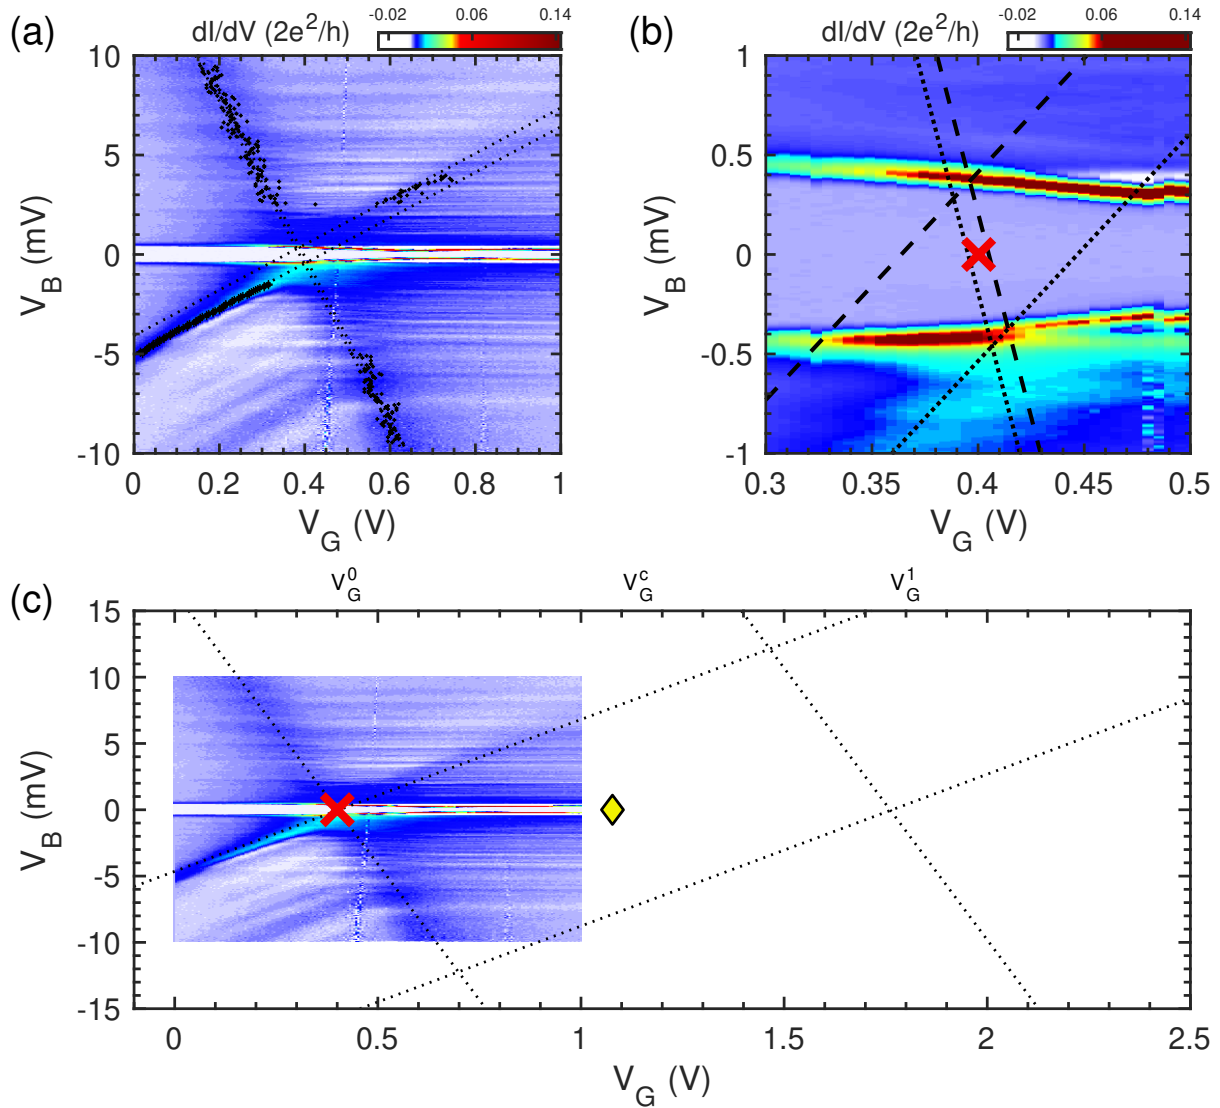 (a)
dI/dV (2e²/h)
-0.02 0.06 0.14
10
5
0
-5
-10
V_B (mV)
0 0.2 0.4 0.6 0.8 1
V_G (V)
(b)
dI/dV (2e²/h)
-0.02 0.06 0.14
1
0.5
0
-0.5
-1
V_B (mV)
0.3 0.35 0.4 0.45 0.5
V_G (V)
(c)
V_G^0 V_G^c V_G^1
15
10
5
0
-5
-10
-15
V_B (mV)
0 0.5 1 1.5 2 2.5
V_G (V)